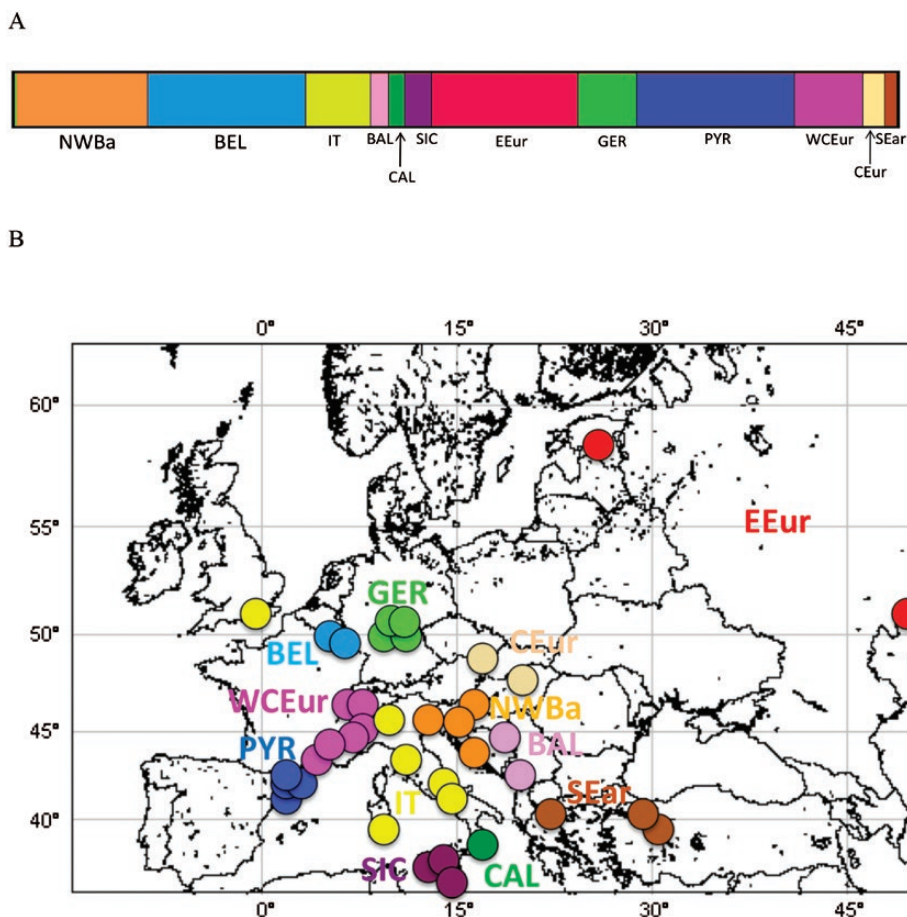 A
NWBa BEL IT BAL SIC EEur GER PYR WCEur SEar
CAL CEur
B
0° 15° 30° 45°
60°
55°
EEur
GER
50°
BEL CEur
WCEur NWBa
45°
PYR BAL
IT SEar
40°
SIC CAL
0° 15° 30° 45°